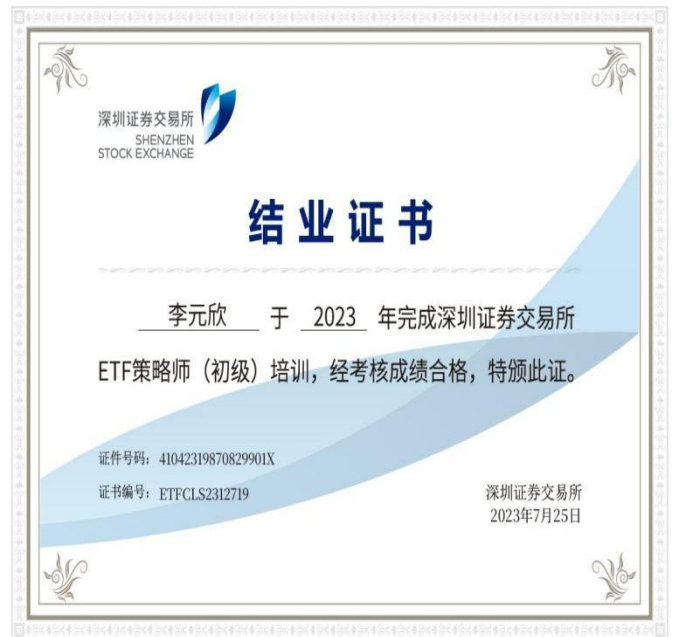 深圳证券交易所
SHENZHEN
STOCK EXCHANGE
结业证书
李元欣 于 2023 年完成深圳证券交易所
ETF策略师（初级）培训，经考核成绩合格，特颁此证。
证件号码：41042319870829901X
证书编号：ETFCLS2312719
深圳证券交易所
2023年7月25日